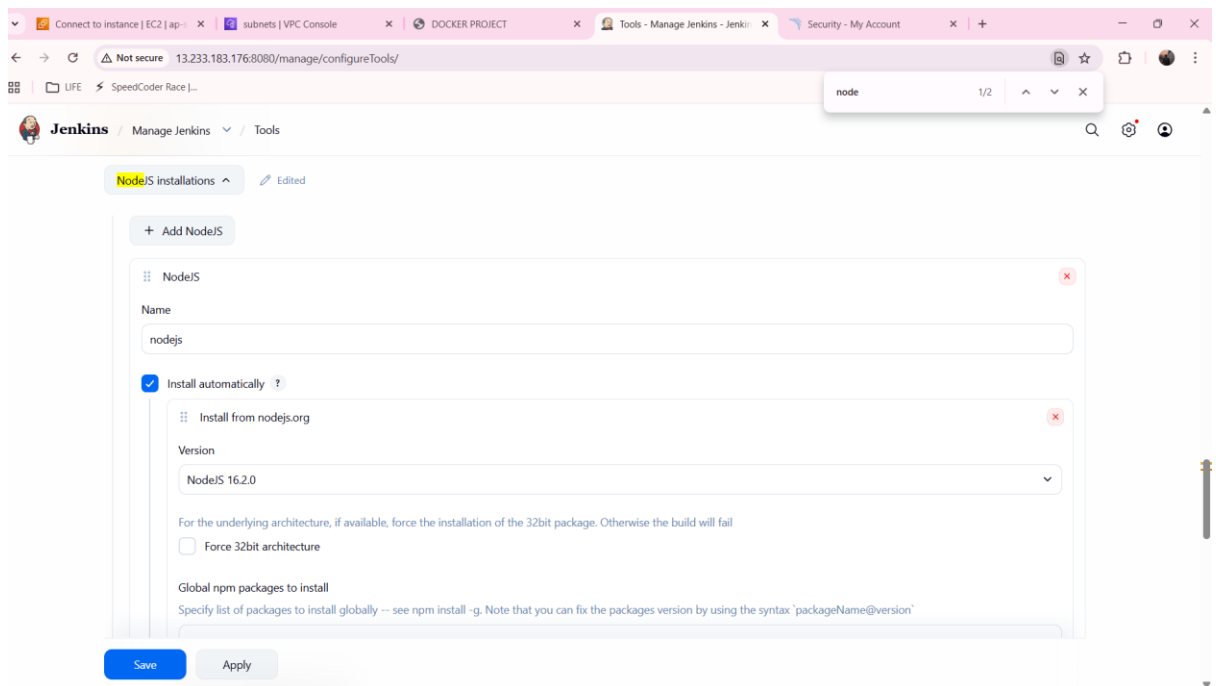 Connect to instance | EC2 | ap-s
subnets | VPC Console
DOCKER PROJECT
Tools - Manage Jenkins - Jenkin
Security - My Account
Not secure 13.233.183.176:8080/manage/configureTools/
LIFE
SpeedCoder Race |...
node 1/2
Jenkins / Manage Jenkins / Tools
NodeJS installations
Edited
+ Add NodeJS
NodeJS
Name
nodejs
Install automatically ?
Install from nodejs.org
Version
NodeJS 16.2.0
For the underlying architecture, if available, force the installation of the 32bit package. Otherwise the build will fail
Force 32bit architecture
Global npm packages to install
Specify list of packages to install globally -- see npm install -g. Note that you can fix the packages version by using the syntax `packageName@version`
Save
Apply